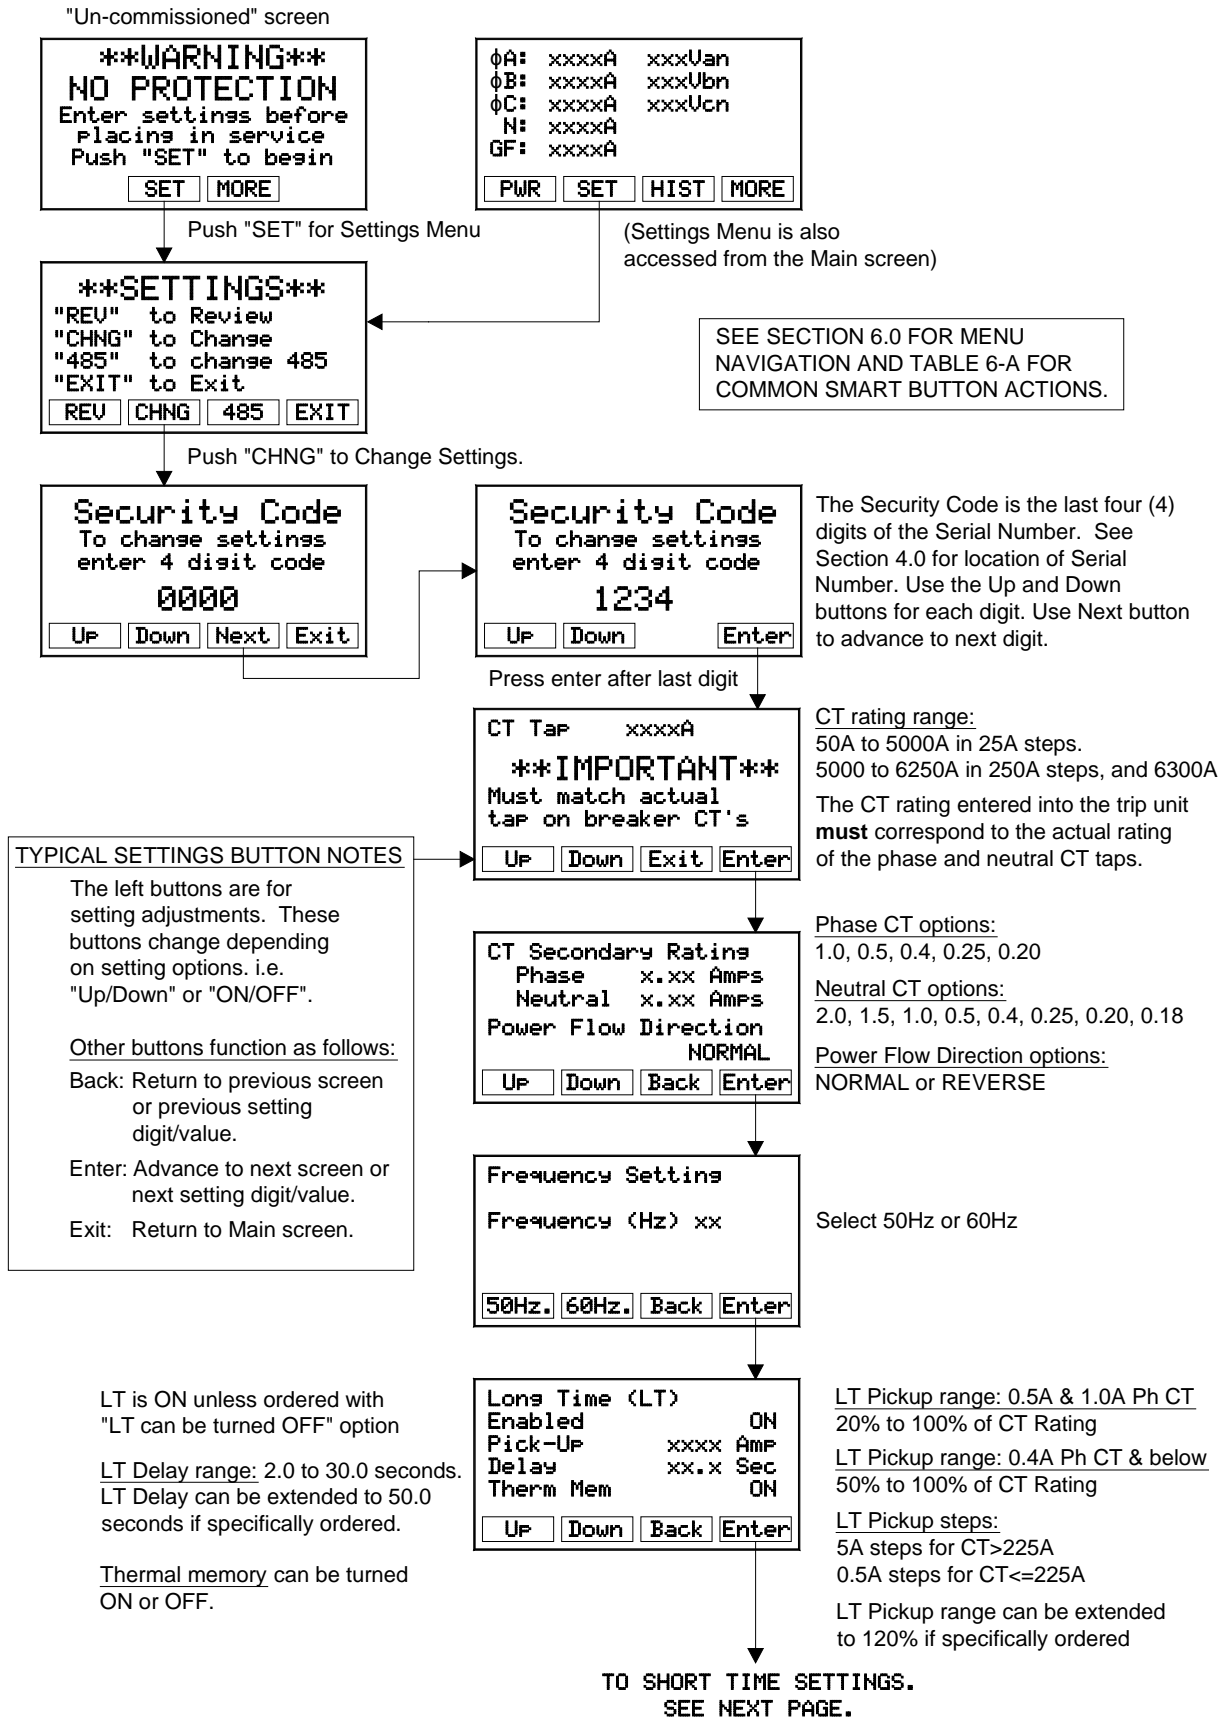 "Un-commissioned" screen
**WARNING**
NO PROTECTION
Enter settings before
placing in service
Push "SET" to begin
SET MORE
ϕA: xxxxA xxxVan
ϕB: xxxxA xxxVbn
ϕC: xxxxA xxxVcn
N: xxxxA
GF: xxxxA
PWR SET HIST MORE
Push "SET" for Settings Menu
(Settings Menu is also
accessed from the Main screen)
**SETTINGS**
"REV" to Review
"CHNG" to Change
"485" to change 485
"EXIT" to Exit
REV CHNG 485 EXIT
SEE SECTION 6.0 FOR MENU
NAVIGATION AND TABLE 6-A FOR
COMMON SMART BUTTON ACTIONS.
Push "CHNG" to Change Settings.
Security Code
To change settings
enter 4 digit code
0000
Up Down Next Exit
Security Code
To change settings
enter 4 digit code
1234
Up Down Enter
The Security Code is the last four (4)
digits of the Serial Number. See
Section 4.0 for location of Serial
Number. Use the Up and Down
buttons for each digit. Use Next button
to advance to next digit.
Press enter after last digit
CT Tap xxxxA
**IMPORTANT**
Must match actual
tap on breaker CT's
Up Down Exit Enter
CT rating range:
50A to 5000A in 25A steps.
5000 to 6250A in 250A steps, and 6300A
The CT rating entered into the trip unit
must correspond to the actual rating
of the phase and neutral CT taps.
TYPICAL SETTINGS BUTTON NOTES
The left buttons are for
setting adjustments. These
buttons change depending
on setting options. i.e.
"Up/Down" or "ON/OFF".
Other buttons function as follows:
Back: Return to previous screen
or previous setting
digit/value.
Enter: Advance to next screen or
next setting digit/value.
Exit: Return to Main screen.
CT Secondary Rating
Phase x.xx Amps
Neutral x.xx Amps
Power Flow Direction
NORMAL
Up Down Back Enter
Phase CT options:
1.0, 0.5, 0.4, 0.25, 0.20
Neutral CT options:
2.0, 1.5, 1.0, 0.5, 0.4, 0.25, 0.20, 0.18
Power Flow Direction options:
NORMAL or REVERSE
Frequency Setting
Frequency (Hz) xx
50Hz. 60Hz. Back Enter
Select 50Hz or 60Hz
LT is ON unless ordered with
"LT can be turned OFF" option
LT Delay range: 2.0 to 30.0 seconds.
LT Delay can be extended to 50.0
seconds if specifically ordered.
Thermal memory can be turned
ON or OFF.
Long Time (LT)
Enabled ON
Pick-Up xxxx Amp
Delay xx.x Sec
Therm Mem ON
Up Down Back Enter
LT Pickup range: 0.5A & 1.0A Ph CT
20% to 100% of CT Rating
LT Pickup range: 0.4A Ph CT & below
50% to 100% of CT Rating
LT Pickup steps:
5A steps for CT>225A
0.5A steps for CT<=225A
LT Pickup range can be extended
to 120% if specifically ordered
TO SHORT TIME SETTINGS.
SEE NEXT PAGE.